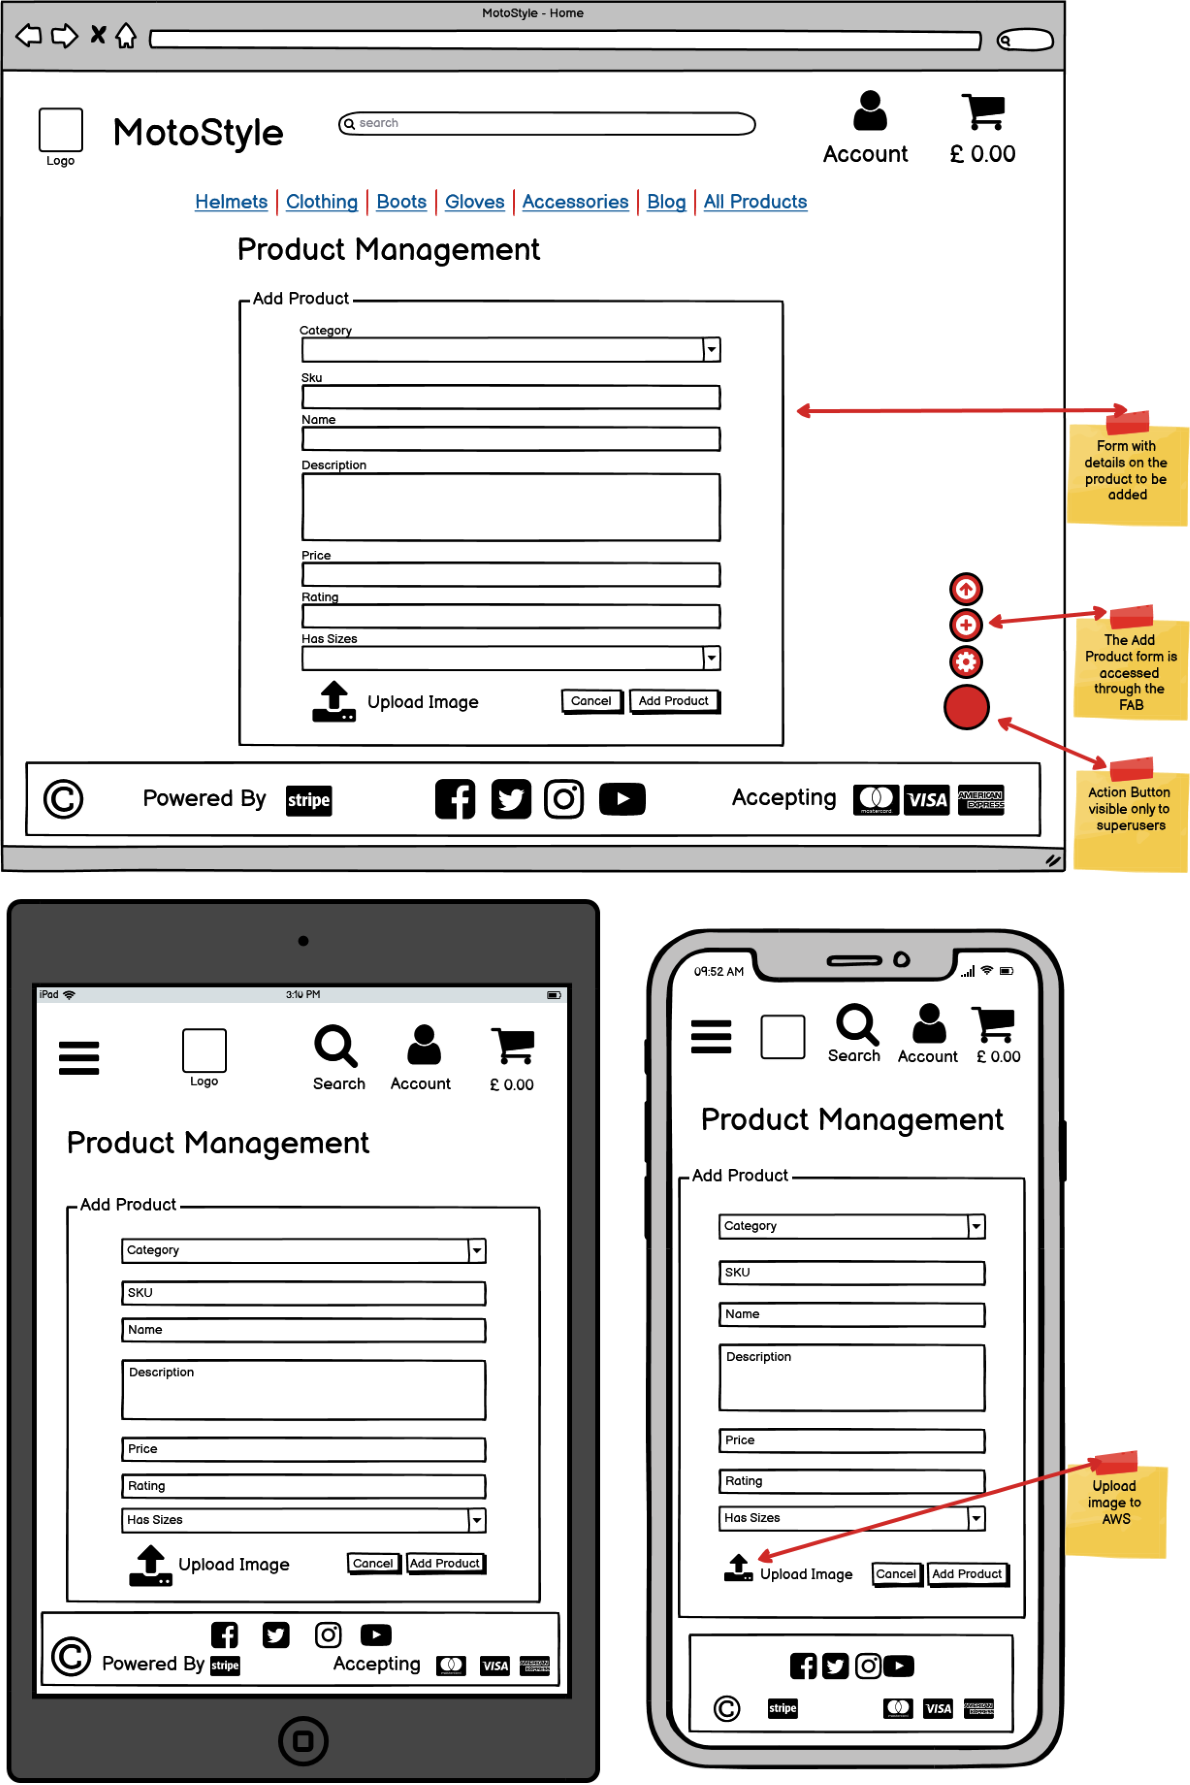 MotoStyle - Home
Logo
MotoStyle
search
Account
£ 0.00
Helmets
Clothing
Boots
Gloves
Accessories
Blog
All Products
Product Management
Add Product
Category
Sku
Name
Description
Price
Rating
Has Sizes
Upload Image
Cancel
Add Product
Form with
details on the
product to be
added
The Add
Product form is
accessed
through the
FAB
Action Button
visible only to
superusers
©
Powered By
stripe
Accepting
mastercard
VISA
AMERICAN
EXPRESS
iPad
3:10 PM
Logo
Search
Account
£ 0.00
Product Management
Add Product
Category
SKU
Name
Description
Price
Rating
Has Sizes
Upload Image
Cancel
Add Product
©
Powered By
stripe
Accepting
VISA
AMERICAN
EXPRESS
09:52 AM
Search
Account
£ 0.00
Product Management
Add Product
Category
SKU
Name
Description
Price
Rating
Has Sizes
Upload Image
Cancel
Add Product
Upload
image to
AWS
©
stripe
VISA
AMERICAN
EXPRESS